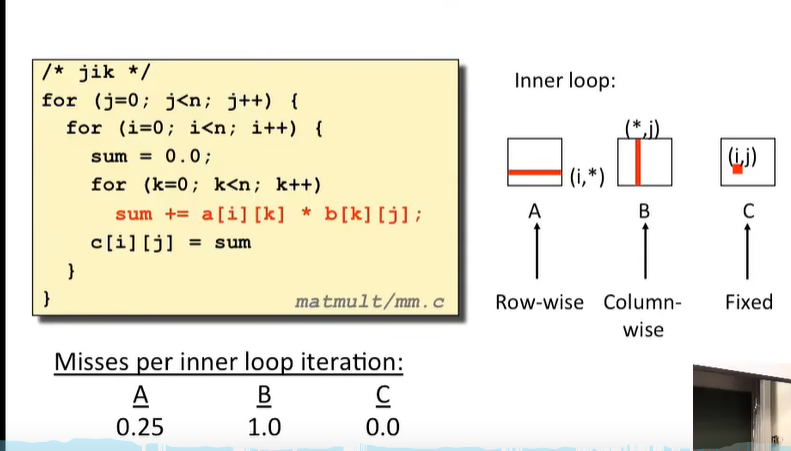 /* jik */
for (j=0; j<n; j++) {
for (i=0; i<n; i++) {
sum = 0.0;
for (k=0; k<n; k++)
sum += a[i][k] * b[k][j];
c[i][j] = sum
}
}
matmult/mm.c
Inner loop:
(*,j)
(i,j)
(i,*)
A B C
Row-wise Column-wise Fixed
Misses per inner loop iteration:
A B C
0.25 1.0 0.0